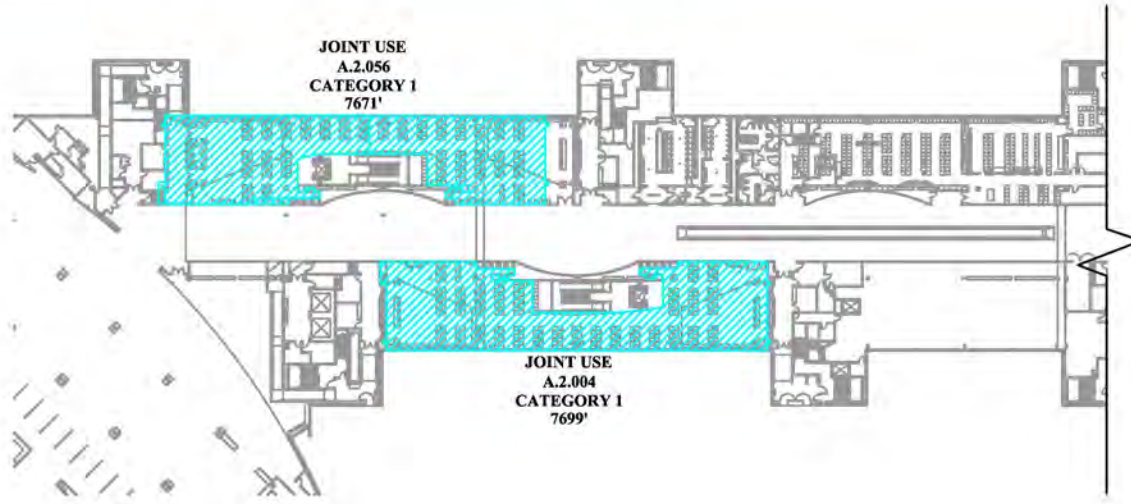 JOINT USE
A.2.056
CATEGORY 1
7671'
JOINT USE
A.2.004
CATEGORY 1
7699'